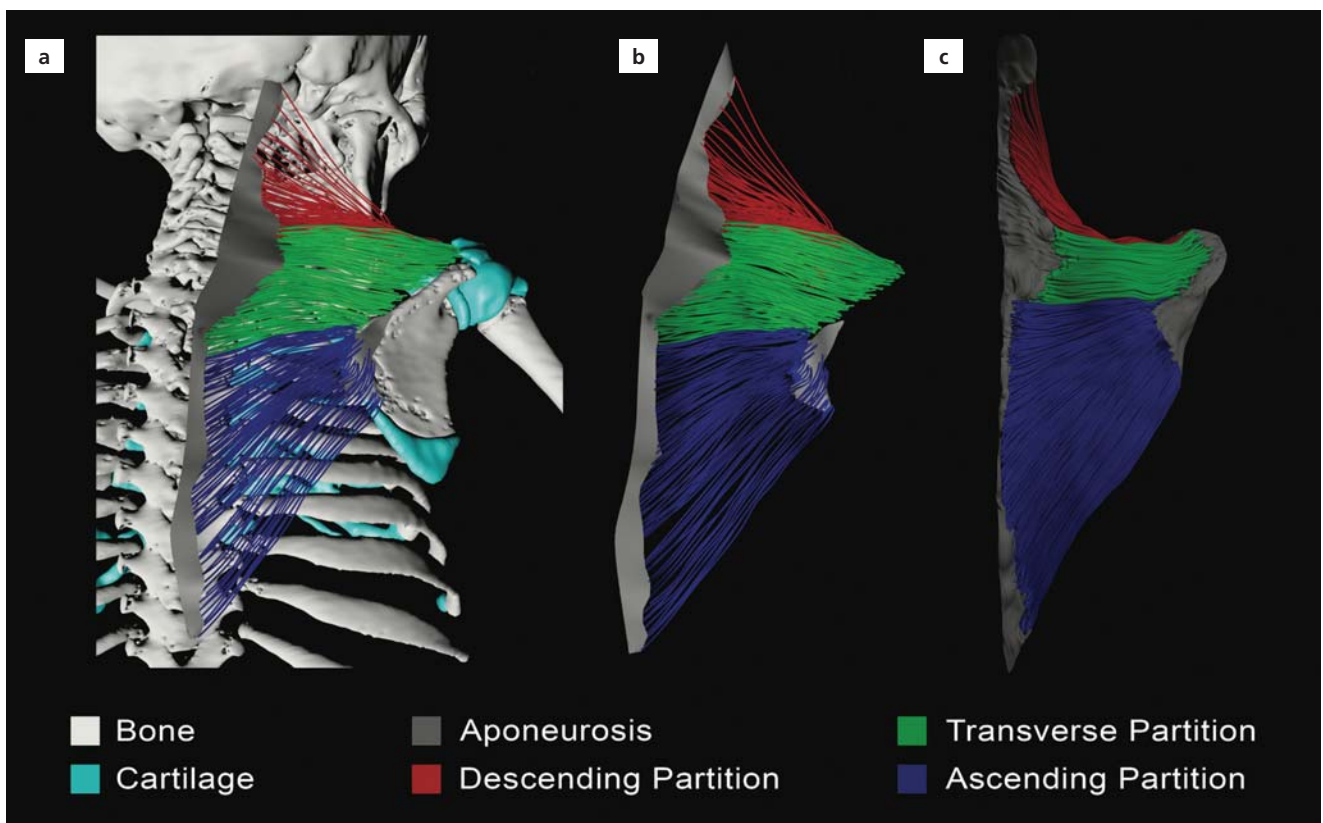 a
b
c
Bone
Aponeurosis
Transverse Partition
Cartilage
Descending Partition
Ascending Partition